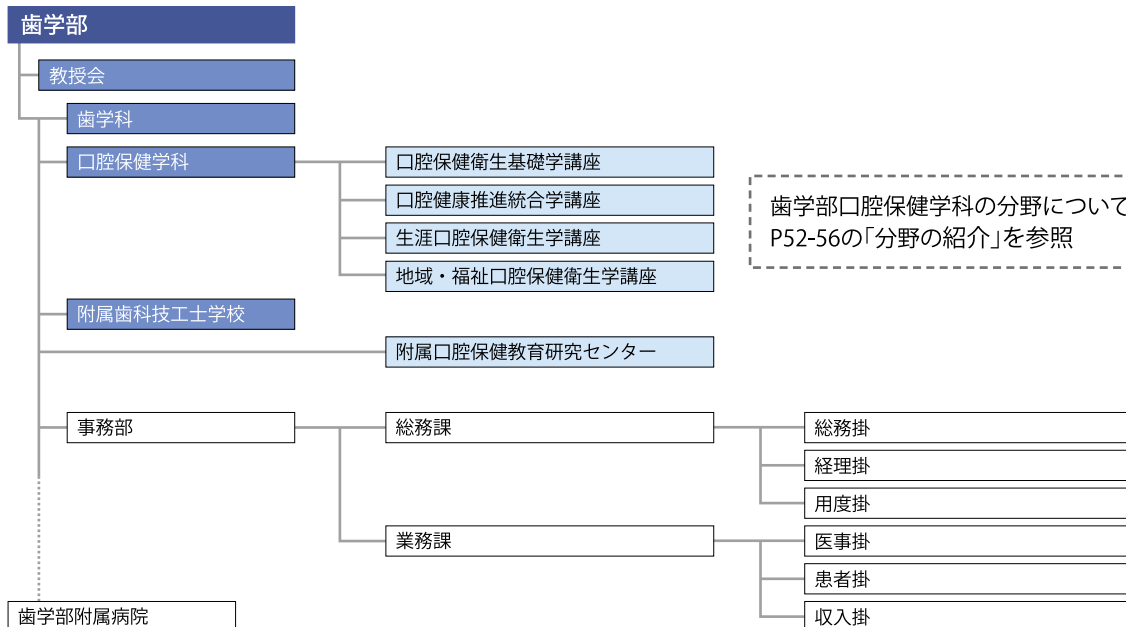 歯学部
教授会
歯学科
口腔保健学科
口腔保健衛生基礎学講座
口腔健康推進統合学講座
生涯口腔保健衛生学講座
地域・福祉口腔保健衛生学講座
歯学部口腔保健学科の分野について
P52-56の「分野の紹介」を参照
附属歯科技工士学校
附属口腔保健教育研究センター
事務部
総務課
総務掛
経理掛
用度掛
業務課
医事掛
患者掛
収入掛
歯学部附属病院